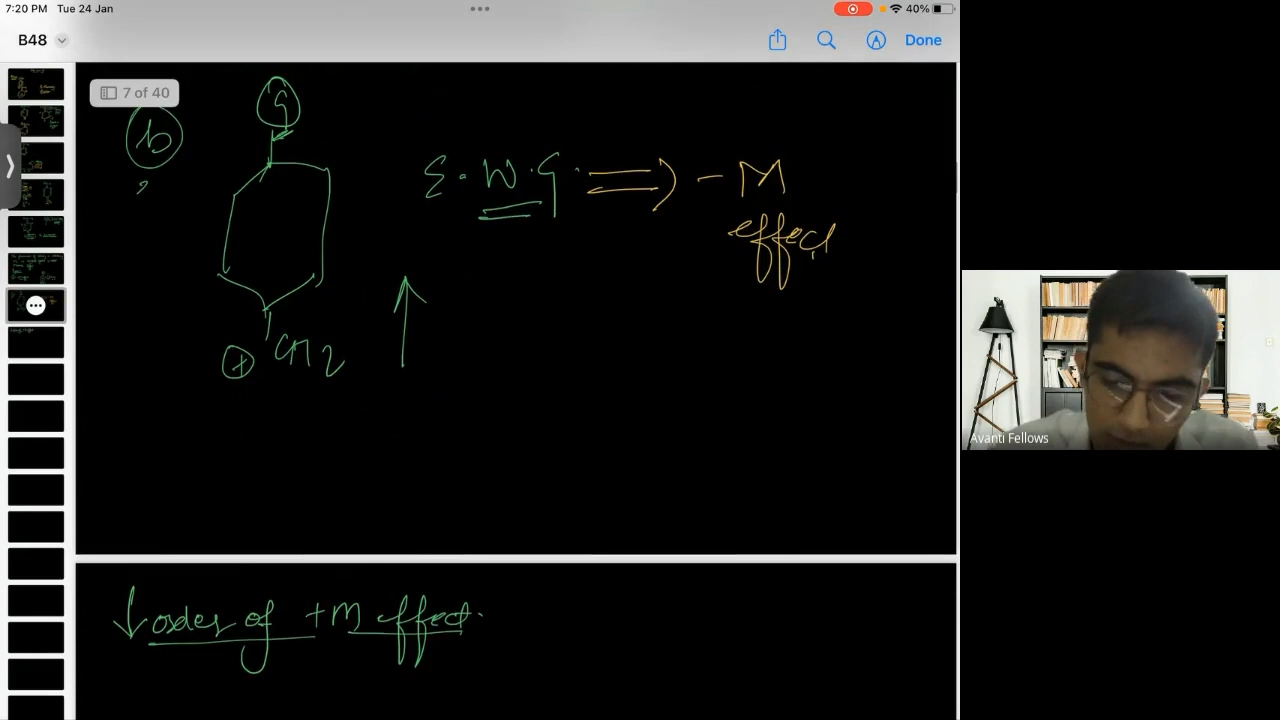 7:20 PM Tue 24 Jan
40%
B48
Done
7 of 40
b
G
E.W.G. ⟹ -M
effect
⊕ CH2
Avanti Fellows
↓ order of +M effect.